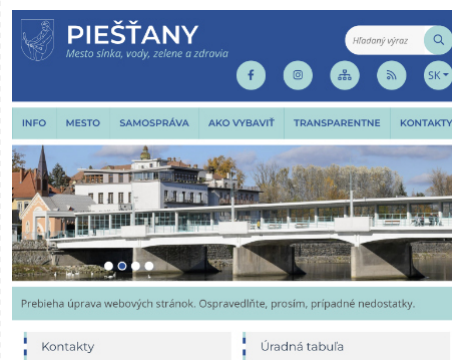 PIEŠŤANY
Mesto slnka, vody, zelene a zdravia
Hľadaný výraz
SK
INFO MESTO SAMOSPRÁVA AKO VYBAVIŤ TRANSPARENTNE KONTAKTY
Prebieha úprava webových stránok. Ospravedlňte, prosím, prípadné nedostatky.
Kontakty
Úradná tabuľa